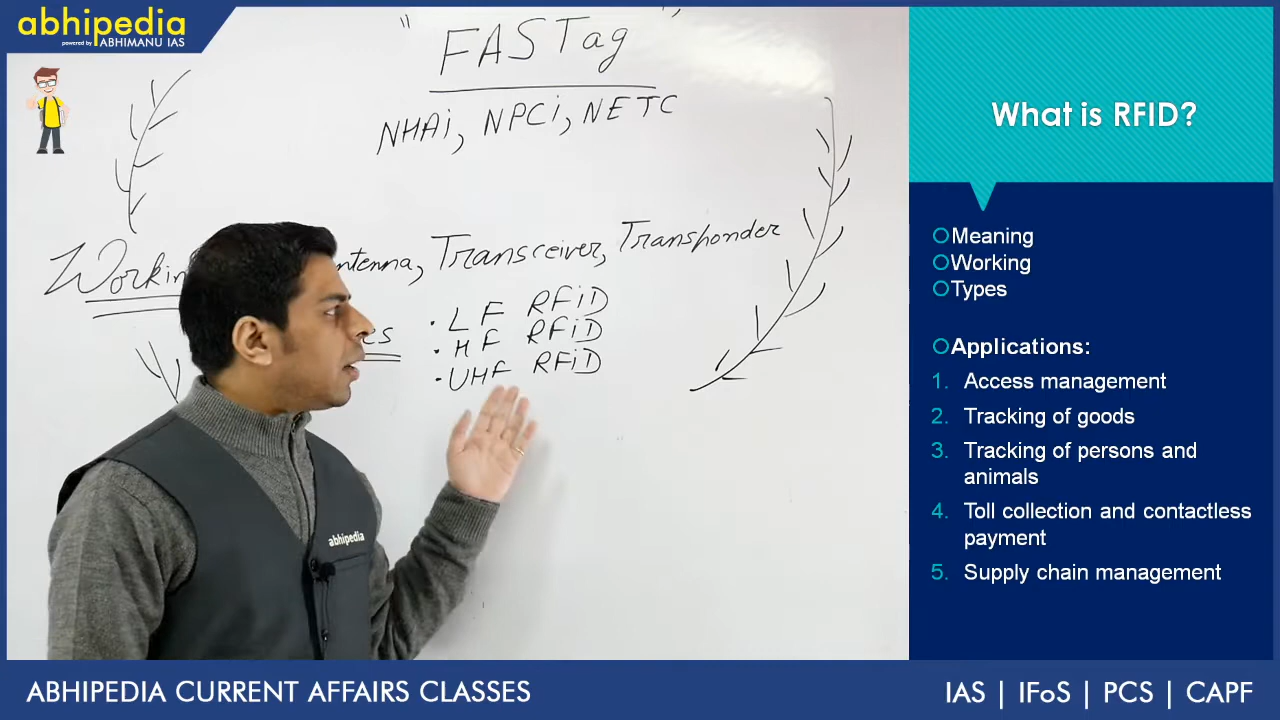 abhipedia
powered by ABHIMANU IAS
" FASTag
NHAi, NPCi, NETC
Transceiver, Transponder
. LF RFiD
. HF RFiD
. UHF RFiD
abhipedia
What is RFID?
Meaning
Working
Types
Applications:
1. Access management
2. Tracking of goods
3. Tracking of persons and
animals
4. Toll collection and contactless
payment
5. Supply chain management
ABHIPEDIA CURRENT AFFAIRS CLASSES
IAS | IFoS | PCS | CAPF